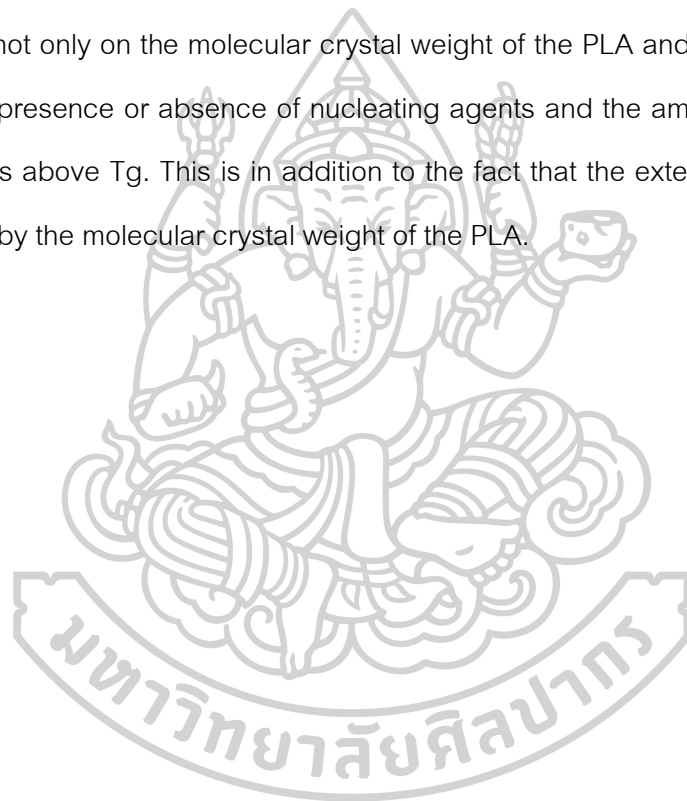 not only on the molecular crystal weight of the PLA and
presence or absence of nucleating agents and the am
s above Tg. This is in addition to the fact that the exte
by the molecular crystal weight of the PLA.
มหาวิทยาลัยศิลปากร